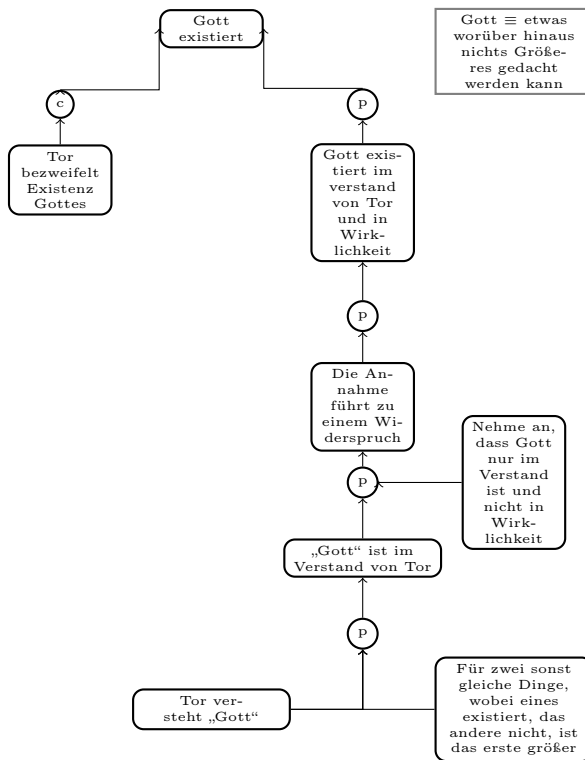 Gott
existiert
Gott ≡ etwas
worüber hinaus
nichts Größe-
res gedacht
werden kann
c
p
Tor
bezweifelt
Existenz
Gottes
Gott exis-
tiert im
verstand
von Tor
und in
Wirk-
lichkeit
p
Die An-
nahme
führt zu
einem Wi-
derspruch
Nehme an,
dass Gott
nur im
Verstand
ist und
nicht in
Wirk-
lichkeit
p
„Gott“ ist im
Verstand von Tor
p
Tor ver-
steht „Gott“
Für zwei sonst
gleiche Dinge,
wobei eines
existiert, das
andere nicht, ist
das erste größer